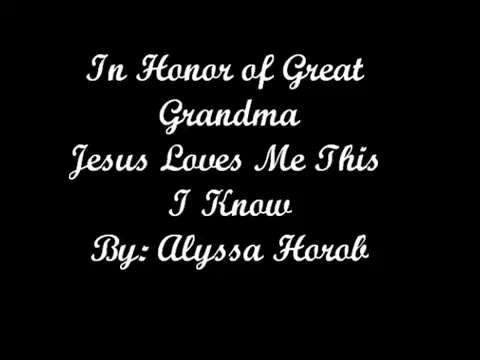 In Honor of Great
Grandma
Jesus Loves Me This
I Know
By: Alyssa Horob